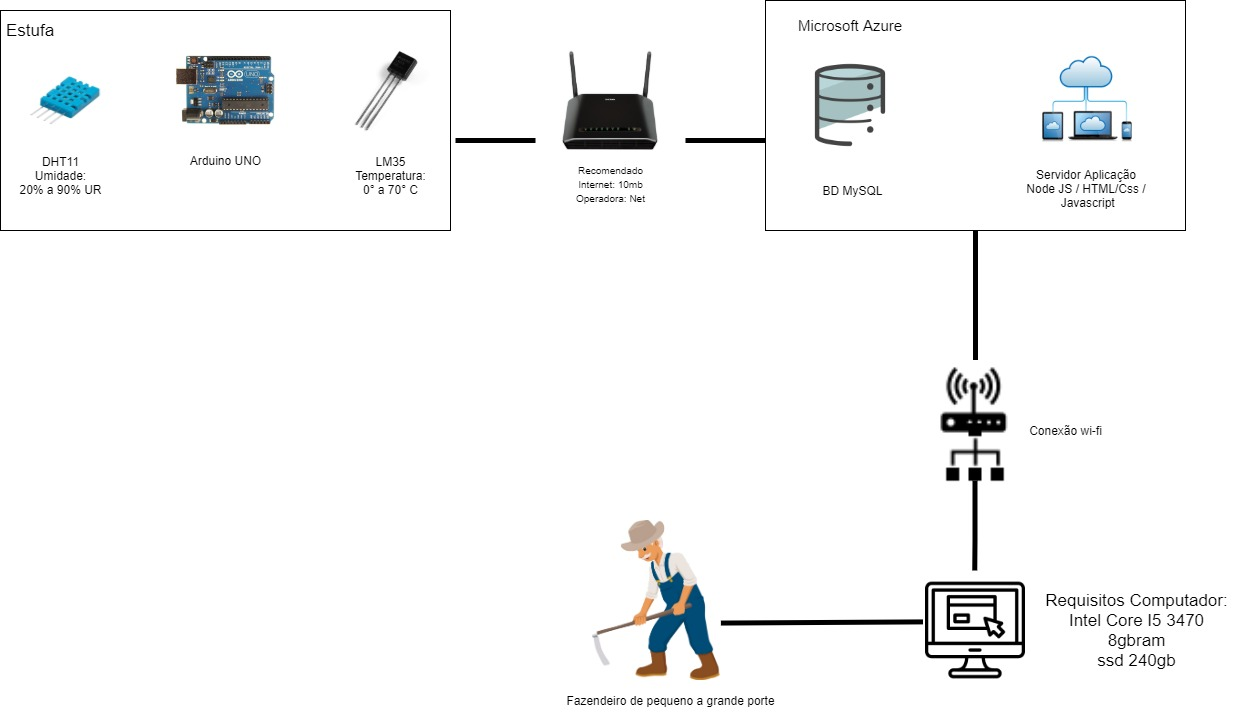 Estufa
DHT11
Umidade:
20% a 90% UR
Arduino UNO
LM35
Temperatura:
0° a 70° C
Recomendado
Internet: 10mb
Operadora: Net
Microsoft Azure
BD MySQL
Servidor Aplicação
Node JS / HTML/Css /
Javascript
Conexão wi-fi
Requisitos Computador:
Intel Core I5 3470
8gbram
ssd 240gb
Fazendeiro de pequeno a grande porte